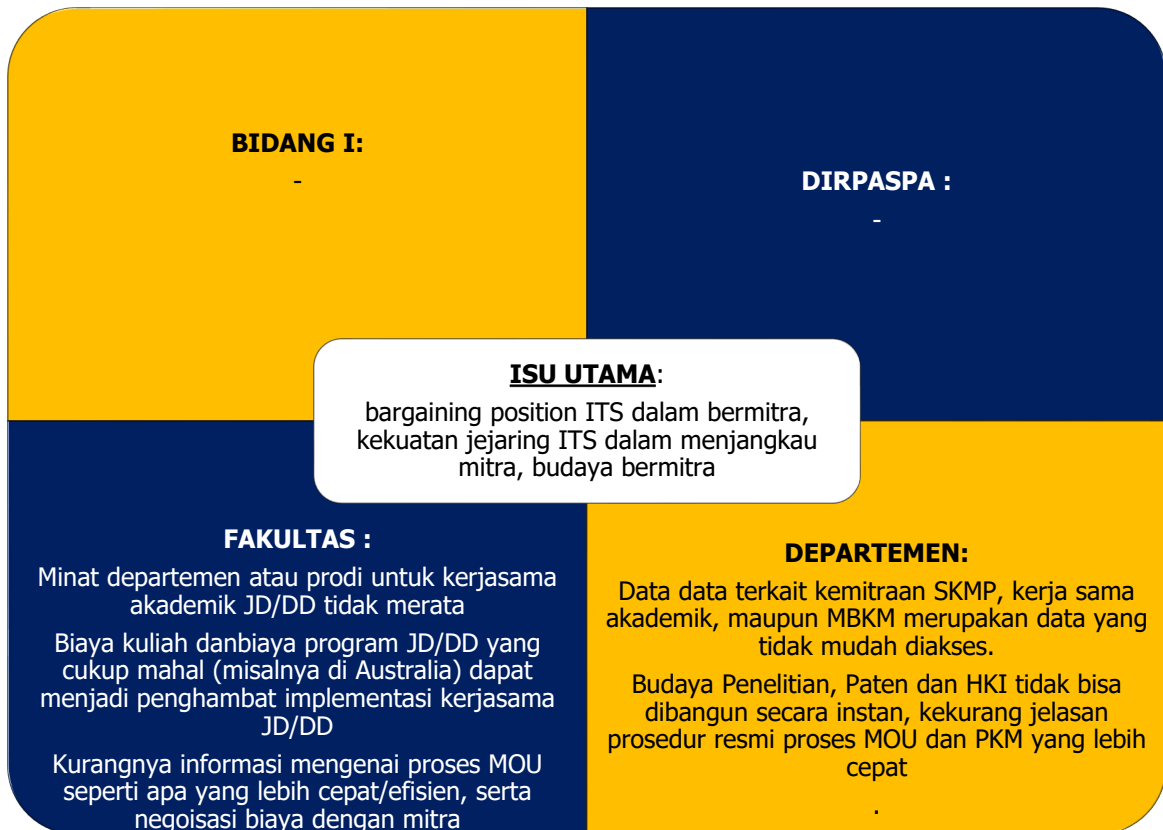 BIDANG I:
-
DIRPASPA :
-
ISU UTAMA:
bargaining position ITS dalam bermitra,
kekuatan jejaring ITS dalam menjangkau
mitra, budaya bermitra
FAKULTAS :
Minat departemen atau prodi untuk kerjasama
akademik JD/DD tidak merata
Biaya kuliah danbiaya program JD/DD yang
cukup mahal (misalnya di Australia) dapat
menjadi penghambat implementasi kerjasama
JD/DD
Kurangnya informasi mengenai proses MOU
seperti apa yang lebih cepat/efisien, serta
negoisasi biaya dengan mitra
DEPARTEMEN:
Data data terkait kemitraan SKMP, kerja sama
akademik, maupun MBKM merupakan data yang
tidak mudah diakses.
Budaya Penelitian, Paten dan HKI tidak bisa
dibangun secara instan, kekurang jelasan
prosedur resmi proses MOU dan PKM yang lebih
cepat
.